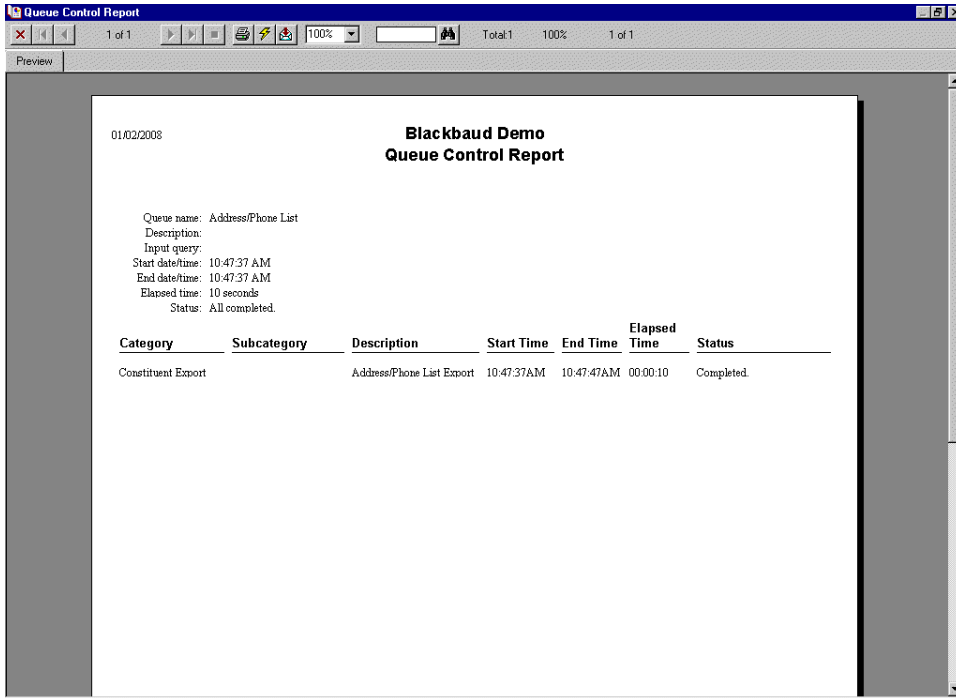 Queue Control Report
1 of 1 100% Total:1 100% 1 of 1
Preview
01/02/2008
Blackbaud Demo
Queue Control Report
Queue name: Address/Phone List
Description:
Input query:
Start date/time: 10:47:37 AM
End date/time: 10:47:37 AM
Elapsed time: 10 seconds
Status: All completed.
Category Subcategory Description Start Time End Time Elapsed Time Status
Constituent Export Address/Phone List Export 10:47:37AM 10:47:47AM 00:00:10 Completed.